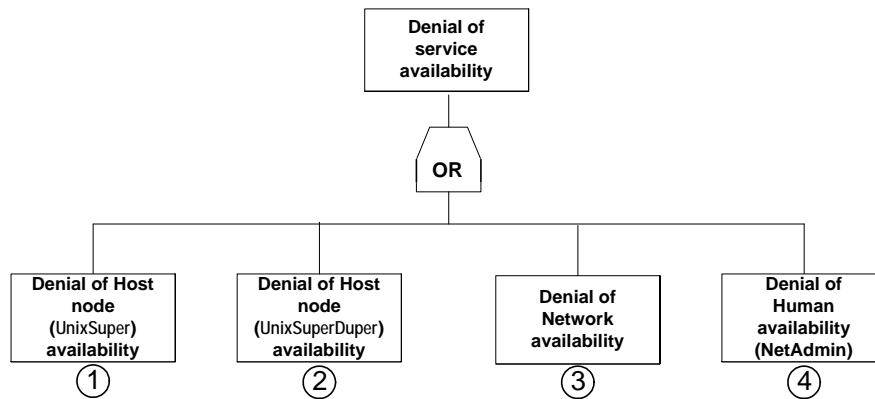 Denial of
service
availability
OR
Denial of Host
node
(UnixSuper)
availability
1
Denial of Host
node
(UnixSuperDuper)
availability
2
Denial of
Network
availability
3
Denial of
Human
availability
(NetAdmin)
4